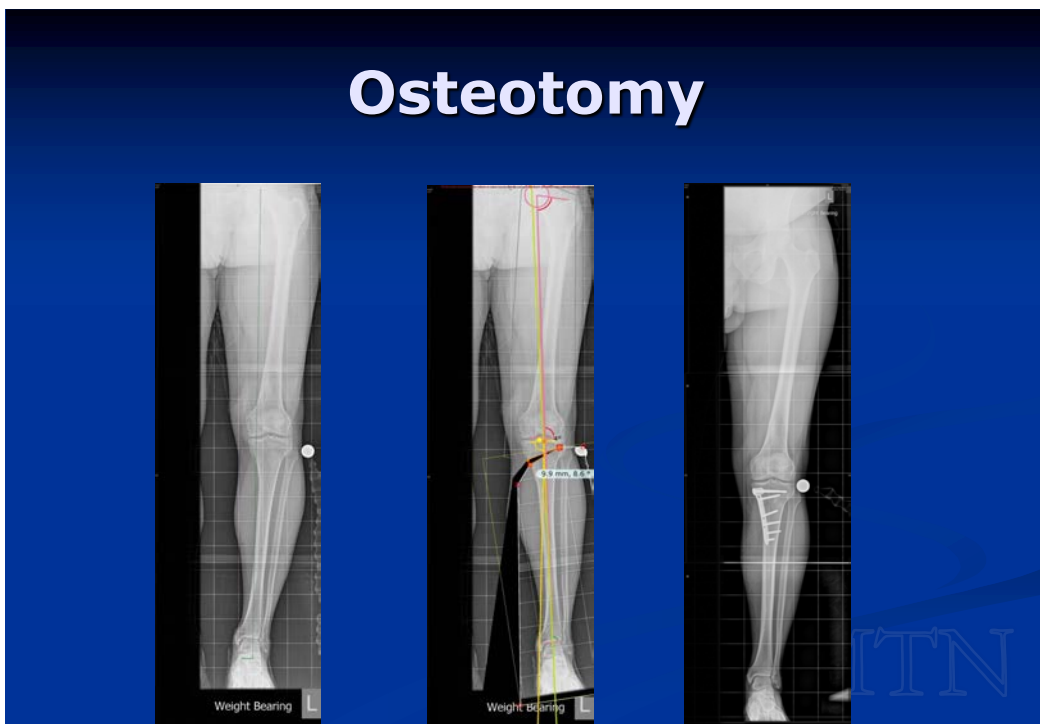 Osteotomy
9.9 mm, 8.6 °
L
Weight Bearing L
Weight Bearing L
ITN